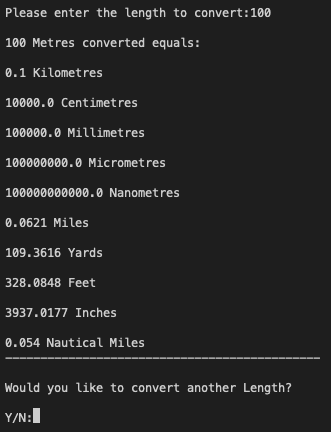 Please enter the length to convert:100
100 Metres converted equals:
0.1 Kilometres
10000.0 Centimetres
100000.0 Millimetres
100000000.0 Micrometres
100000000000.0 Nanometres
0.0621 Miles
109.3616 Yards
328.0848 Feet
3937.0177 Inches
0.054 Nautical Miles
---------------------------------------------
Would you like to convert another Length?
Y/N: